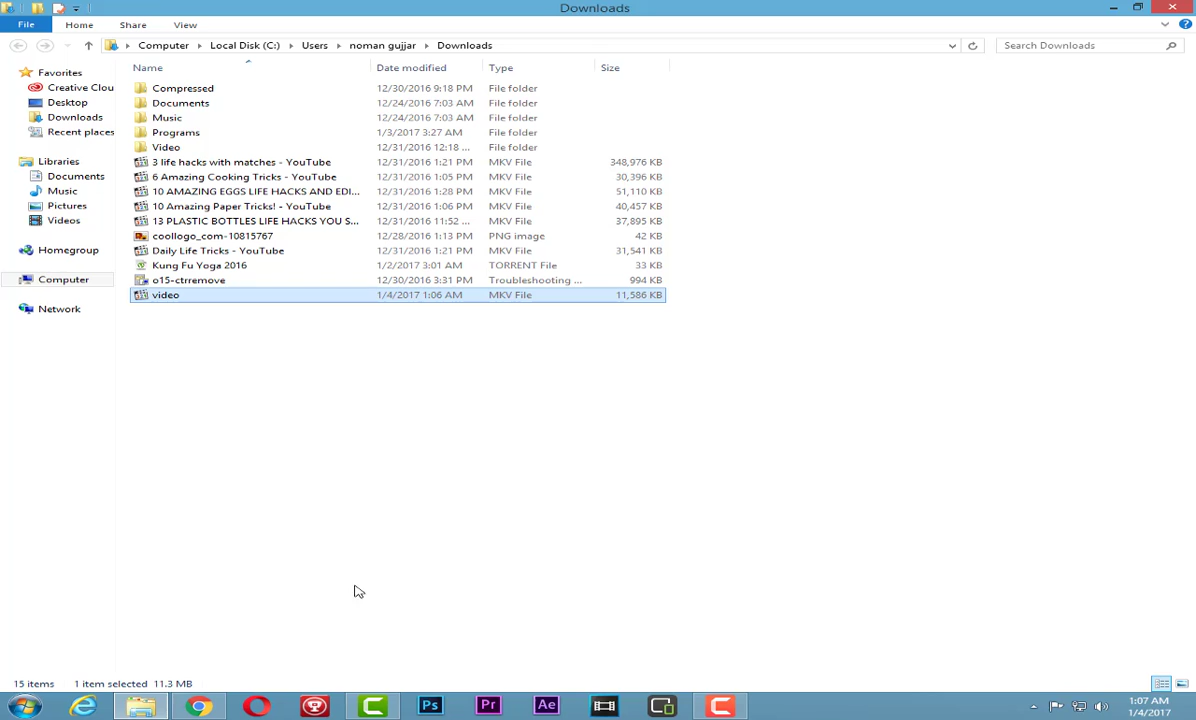 Downloads
File Home Share View
Computer Local Disk (C:) Users noman gujjar Downloads Search Downloads
Name Date modified Type Size
Favorites
Creative Clou
Desktop
Downloads
Recent places
Libraries
Documents
Music
Pictures
Videos
Homegroup
Computer
Network
Compressed 12/30/2016 9:18 PM File folder
Documents 12/24/2016 7:03 AM File folder
Music 12/24/2016 7:03 AM File folder
Programs 1/3/2017 3:27 AM File folder
Video 12/31/2016 12:18 ... File folder
3 life hacks with matches - YouTube 12/31/2016 1:21 PM MKV File 348,976 KB
6 Amazing Cooking Tricks - YouTube 12/31/2016 1:05 PM MKV File 30,396 KB
10 AMAZING EGGS LIFE HACKS AND EDI... 12/31/2016 1:28 PM MKV File 51,110 KB
10 Amazing Paper Tricks! - YouTube 12/31/2016 1:06 PM MKV File 40,457 KB
13 PLASTIC BOTTLES LIFE HACKS YOU S... 12/31/2016 11:52 ... MKV File 37,895 KB
coollogo_com-10815767 12/28/2016 1:13 PM PNG image 42 KB
Daily Life Tricks - YouTube 12/31/2016 1:21 PM MKV File 31,541 KB
Kung Fu Yoga 2016 1/2/2017 3:01 AM TORRENT File 33 KB
o15-ctrremove 12/30/2016 3:31 PM Troubleshooting ... 994 KB
video 1/4/2017 1:06 AM MKV File 11,586 KB
15 items 1 item selected 11.3 MB
Ps Pr Ae
1:07 AM
1/4/2017